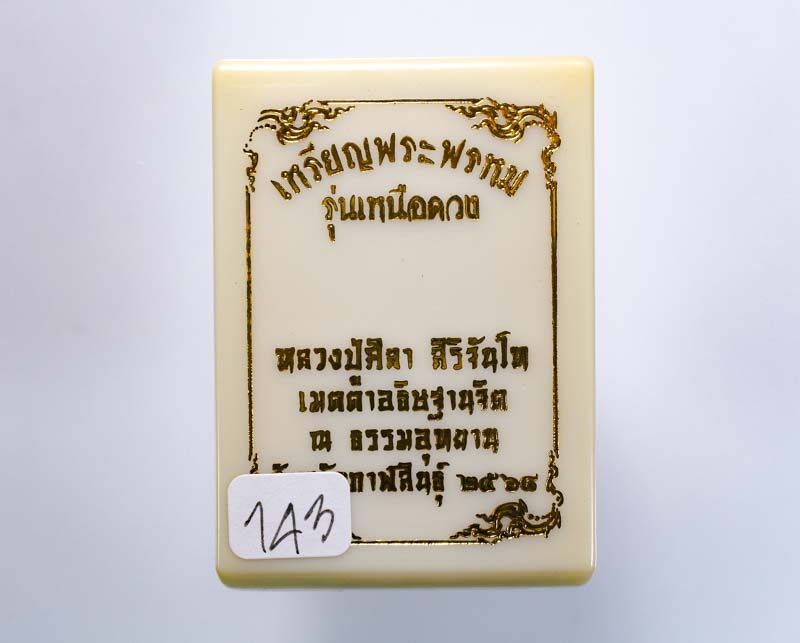 เหรียญพระพรหม
รุ่นเหนือดวง
หลวงปู่ศิลา สิริจันโท
เมตตาอธิษฐานจิต
ณ ธรรมอุทยาน
กาฬสินธุ์ ๒๕๖๘
143